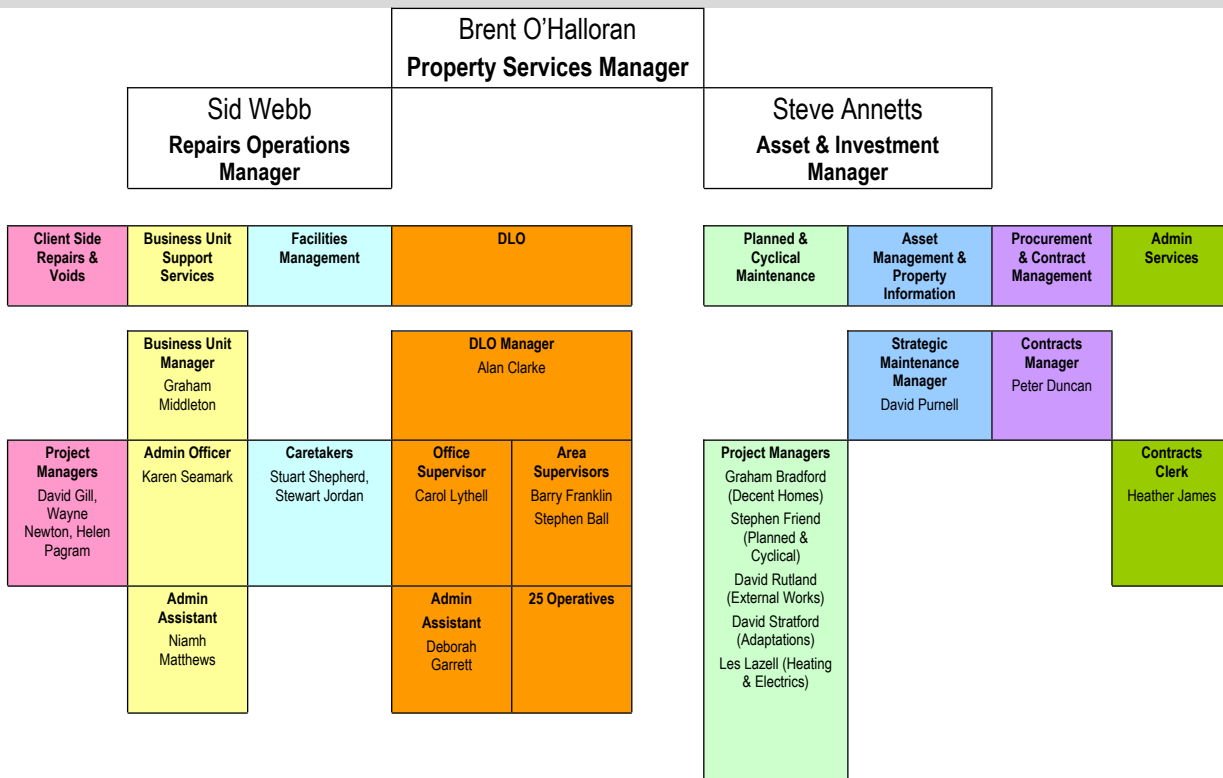 Brent O'Halloran
Property Services Manager
Sid Webb
Repairs Operations
Manager
Steve Annetts
Asset & Investment
Manager
Client Side
Repairs &
Voids
Business Unit
Support
Services
Facilities
Management
DLO
Planned &
Cyclical
Maintenance
Asset
Management &
Property
Information
Procurement
& Contract
Management
Admin
Services
Business Unit
Manager
Graham
Middleton
DLO Manager
Alan Clarke
Strategic
Maintenance
Manager
David Purnell
Contracts
Manager
Peter Duncan
Project
Managers
David Gill,
Wayne
Newton, Helen
Pagram
Admin Officer
Karen Seamark
Caretakers
Stuart Shepherd,
Stewart Jordan
Office
Supervisor
Carol Lythell
Area
Supervisors
Barry Franklin
Stephen Ball
Project Managers
Graham Bradford
(Decent Homes)
Stephen Friend
(Planned &
Cyclical)
David Rutland
(External Works)
David Stratford
(Adaptations)
Les Lazell (Heating
& Electrics)
Contracts
Clerk
Heather James
Admin
Assistant
Niamh
Matthews
Admin
Assistant
Deborah
Garrett
25 Operatives